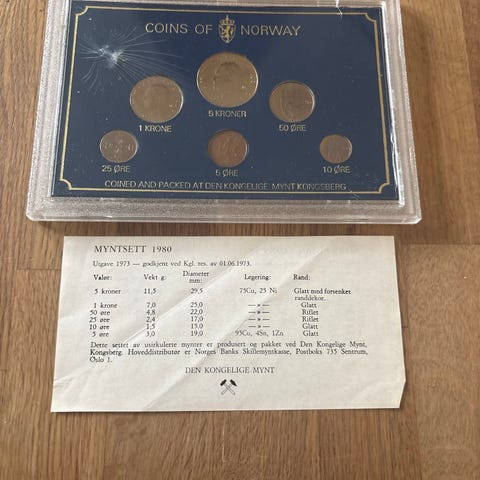 COINS OF NORWAY
1 KRONE
5 KRONER
50 ØRE
25 ØRE
5 ØRE
10 ØRE
COINED AND PACKED AT DEN KONGELIGE MYNT KONGSBERG
MYNTSETT 1980
Utgave 1973 — godkjent ved Kgl. res. av 01.06.1973.
Valør: Vekt g: Diameter mm: Legering: Rand:
5 kroner 11,5 29,5 75Cu, 25 Ni Glatt med forsenket randdekor.
1 krone 7,0 25,0 —»— Glatt
50 øre 4,8 22,0 —»— Riflet
25 øre 2,4 17,0 —»— Riflet
10 øre 1,5 15,0 —»— Glatt
5 øre 3,0 19,0 95Cu, 4Sn, 1Zn Glatt
Dette settet av usirkulerte mynter er produsert og pakket ved Den Kongelige Mynt,
Kongsberg. Hoveddistributør er Norges Banks Skillemyntkasse, Postboks 735 Sentrum,
Oslo 1.
DEN KONGELIGE MYNT